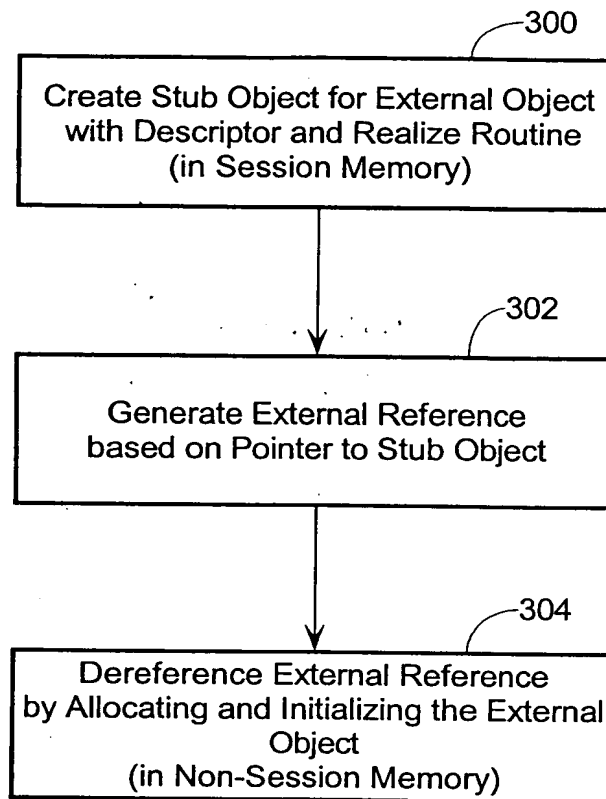 300
Create Stub Object for External Object
with Descriptor and Realize Routine
(in Session Memory)
302
Generate External Reference
based on Pointer to Stub Object
304
Dereference External Reference
by Allocating and Initializing the External
Object
(in Non-Session Memory)